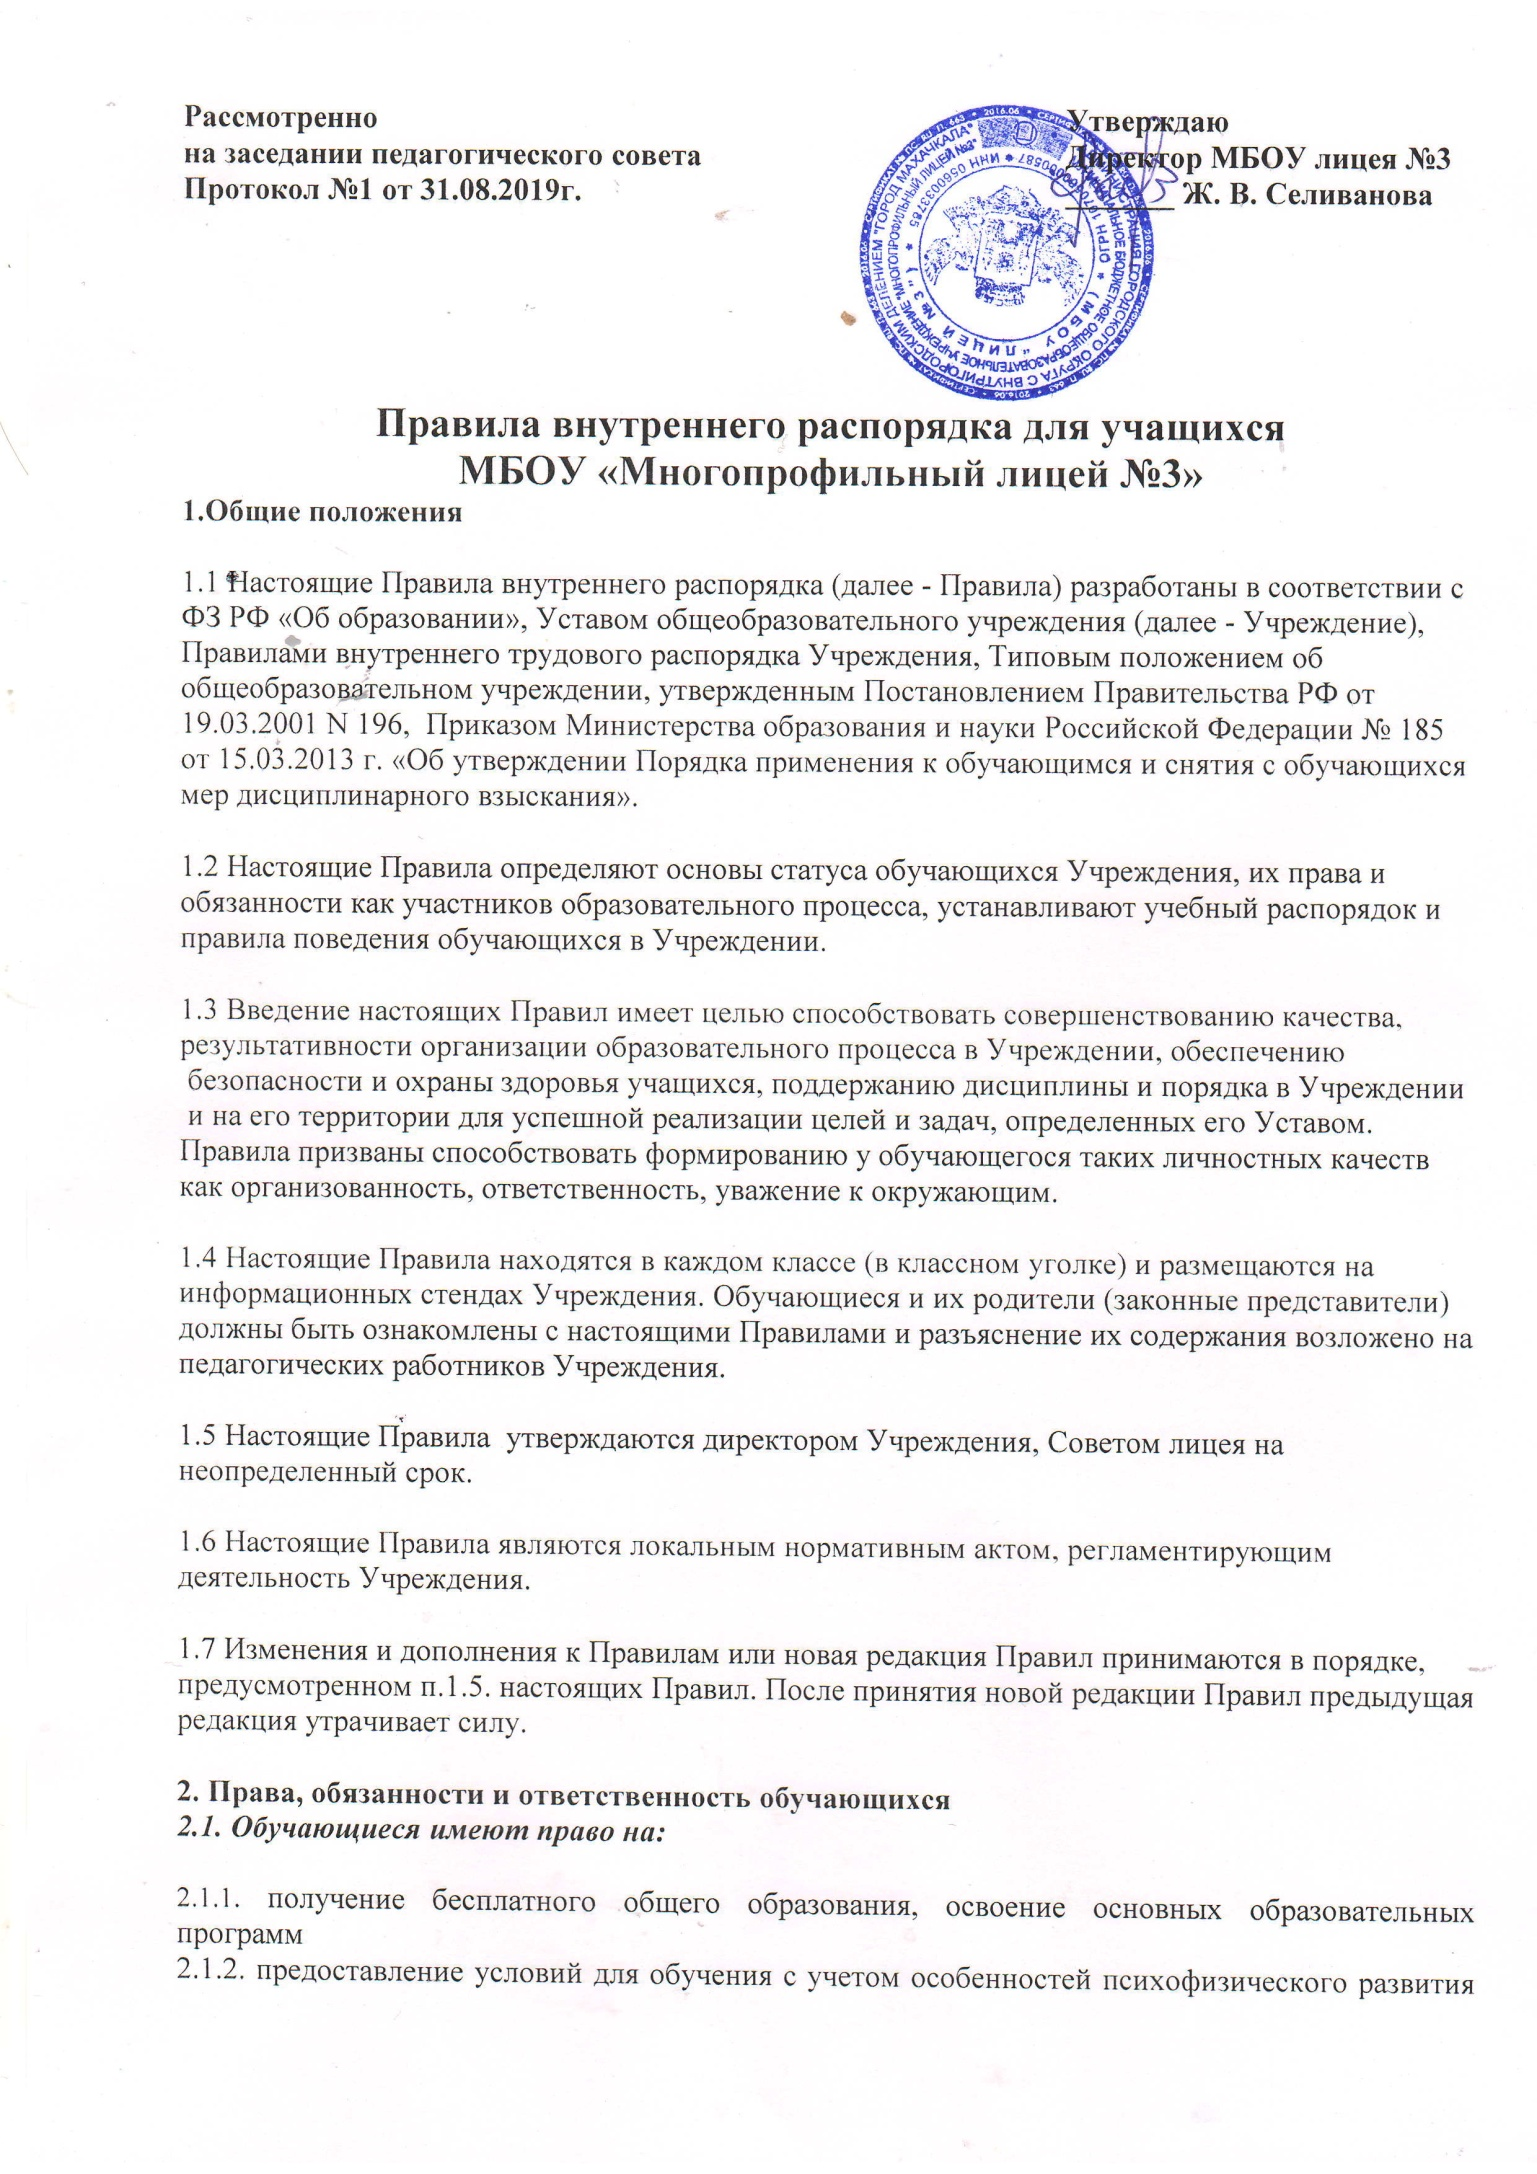 Рассмотренно
на заседании педагогического совета
Протокол №1 от 31.08.2019г.
Утверждаю
Директор МБОУ лицея №3
Ж. В. Селиванова
Правила внутреннего распорядка для учащихся
МБОУ «Многопрофильный лицей №3»
1.Общие положения
1.1 Настоящие Правила внутреннего распорядка (далее - Правила) разработаны в соответствии с
ФЗ РФ «Об образовании», Уставом общеобразовательного учреждения (далее - Учреждение),
Правилами внутреннего трудового распорядка Учреждения, Типовым положением об
общеобразовательном учреждении, утвержденным Постановлением Правительства РФ от
19.03.2001 N 196,  Приказом Министерства образования и науки Российской Федерации № 185
от 15.03.2013 г. «Об утверждении Порядка применения к обучающимся и снятия с обучающихся
мер дисциплинарного взыскания».
1.2 Настоящие Правила определяют основы статуса обучающихся Учреждения, их права и
обязанности как участников образовательного процесса, устанавливают учебный распорядок и
правила поведения обучающихся в Учреждении.
1.3 Введение настоящих Правил имеет целью способствовать совершенствованию качества,
результативности организации образовательного процесса в Учреждении, обеспечению
безопасности и охраны здоровья учащихся, поддержанию дисциплины и порядка в Учреждении
и на его территории для успешной реализации целей и задач, определенных его Уставом.
Правила призваны способствовать формированию у обучающегося таких личностных качеств
как организованность, ответственность, уважение к окружающим.
1.4 Настоящие Правила находятся в каждом классе (в классном уголке) и размещаются на
информационных стендах Учреждения. Обучающиеся и их родители (законные представители)
должны быть ознакомлены с настоящими Правилами и разъяснение их содержания возложено на
педагогических работников Учреждения.
1.5 Настоящие Правила  утверждаются директором Учреждения, Советом лицея на
неопределенный срок.
1.6 Настоящие Правила являются локальным нормативным актом, регламентирующим
деятельность Учреждения.
1.7 Изменения и дополнения к Правилам или новая редакция Правил принимаются в порядке,
предусмотренном п.1.5. настоящих Правил. После принятия новой редакции Правил предыдущая
редакция утрачивает силу.
2. Права, обязанности и ответственность обучающихся
2.1. Обучающиеся имеют право на:
2.1.1. получение бесплатного общего образования, освоение основных образовательных
программ
2.1.2. предоставление условий для обучения с учетом особенностей психофизического развития